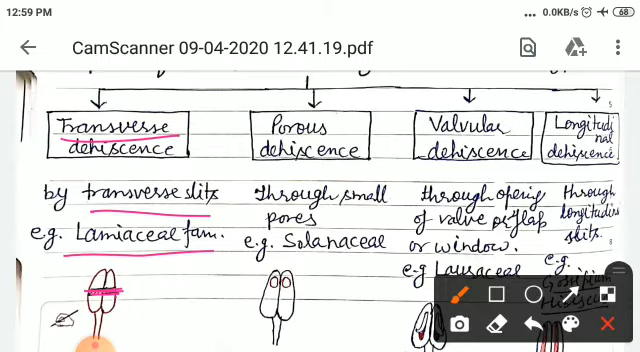 12:59 PM
... 0.0KB/s 68
CamScanner 09-04-2020 12.41.19.pdf
Transverse dehiscence
by transverse slits
e.g. Lamiaceae fam.
Porous dehiscence
Through small pores
e.g. Solanaceae
Valvular dehiscence
through opening of valve or flap or window.
e.g Lausaceae
Longitudinal dehiscence
through longitudinal slits.
e.g.